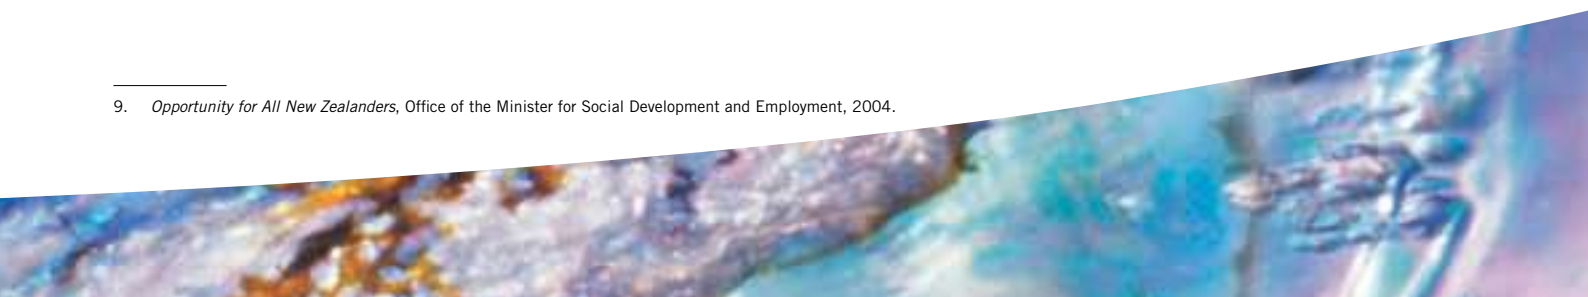 9. Opportunity for All New Zealanders, Office of the Minister for Social Development and Employment, 2004.